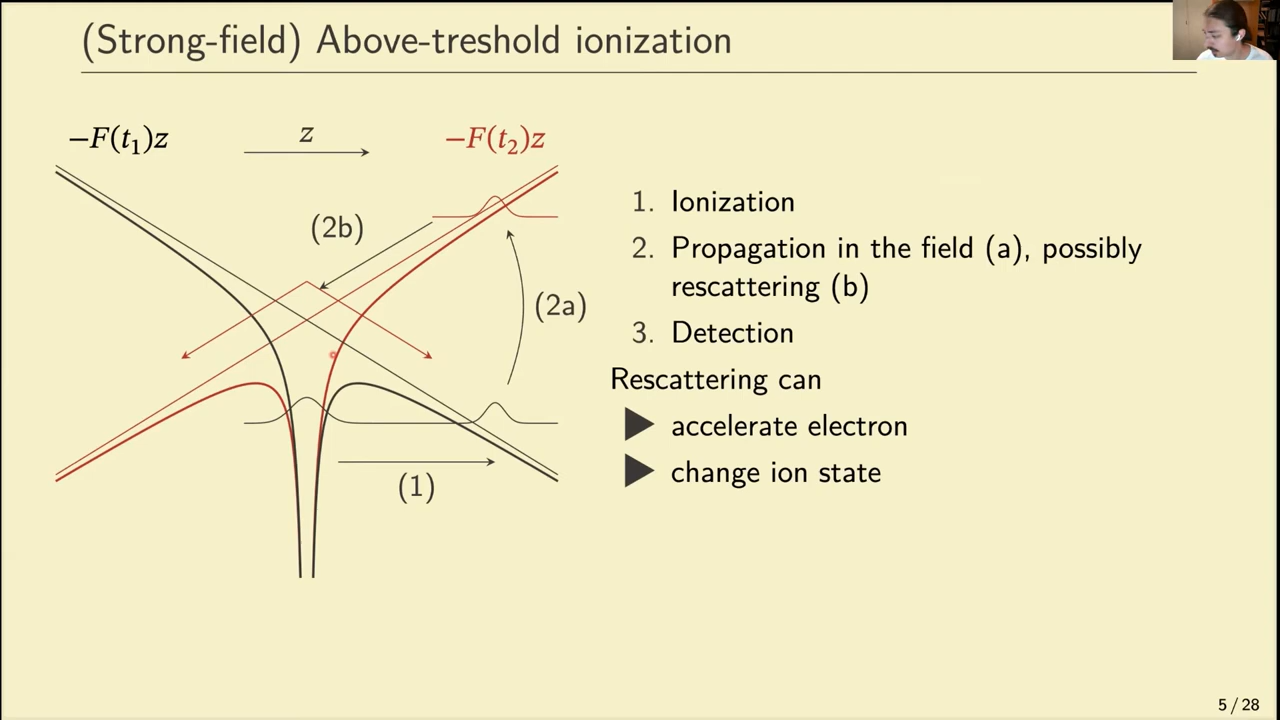 (Strong-field) Above-treshold ionization
−F(t₁)z
z
−F(t₂)z
(2b)
(2a)
(1)
1. Ionization
2. Propagation in the field (a), possibly
rescattering (b)
3. Detection
Rescattering can
▶ accelerate electron
▶ change ion state
5 / 28